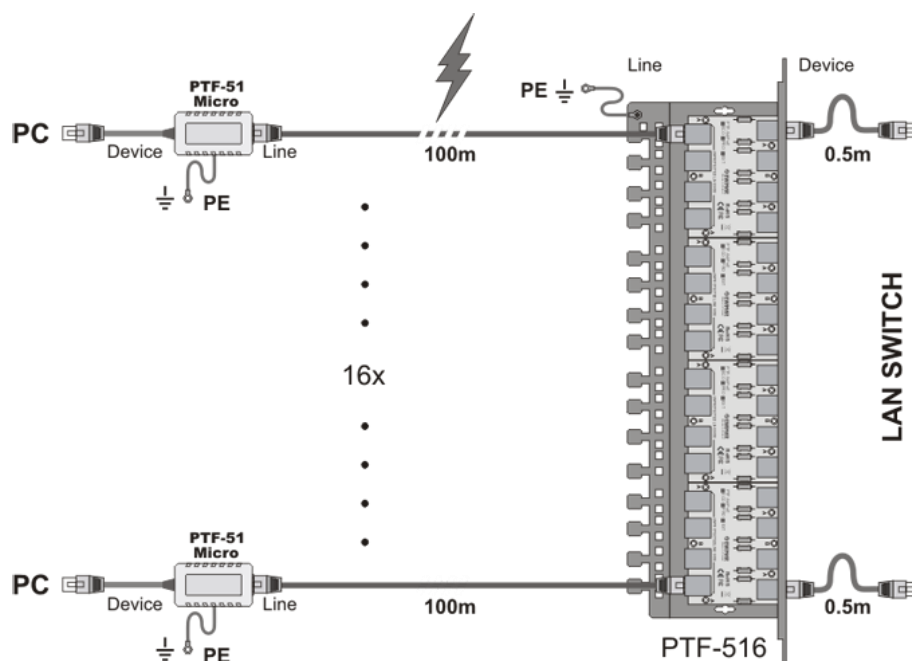 Line
Device
PTF-51
Micro
PE
PC
Device
Line
100m
0.5m
PE
16x
LAN SWITCH
PTF-51
Micro
PC
Device
Line
100m
0.5m
PE
PTF-516